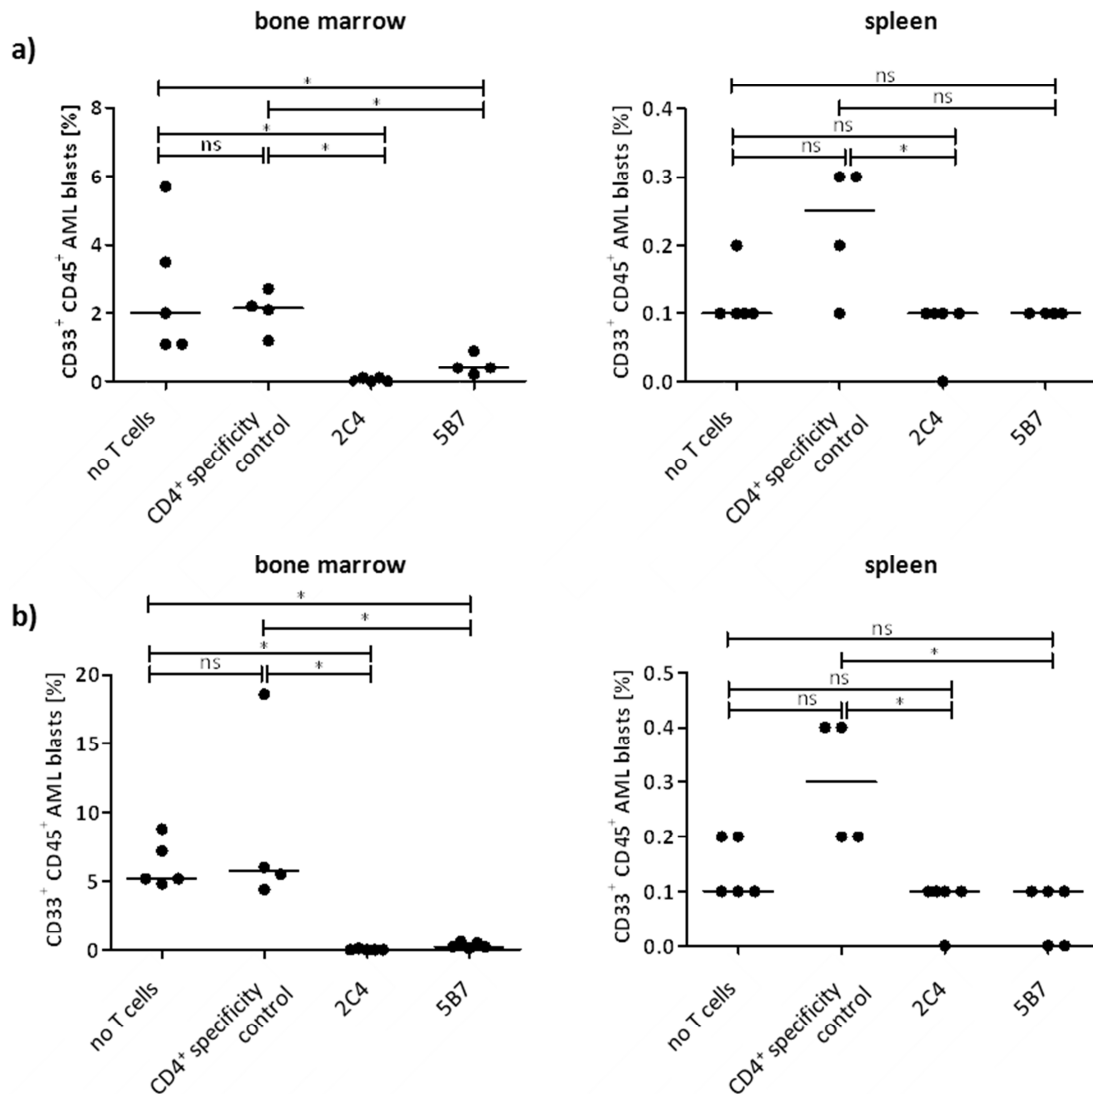 bone marrow
spleen
a)
*
*
*
ns
*
CD33+ CD45+ AML blasts [%]
8
6
4
2
0
no T cells
CD4+ specificity
control
2C4
5B7
ns
ns
ns
ns
*
CD33+ CD45+ AML blasts [%]
0.4
0.3
0.2
0.1
0.0
no T cells
CD4+ specificity
control
2C4
5B7
bone marrow
spleen
b)
*
*
*
ns
*
CD33+ CD45+ AML blasts [%]
20
15
10
5
0
no T cells
CD4+ specificity
control
2C4
5B7
ns
*
ns
ns
*
CD33+ CD45+ AML blasts [%]
0.5
0.4
0.3
0.2
0.1
0.0
no T cells
CD4+ specificity
control
2C4
5B7